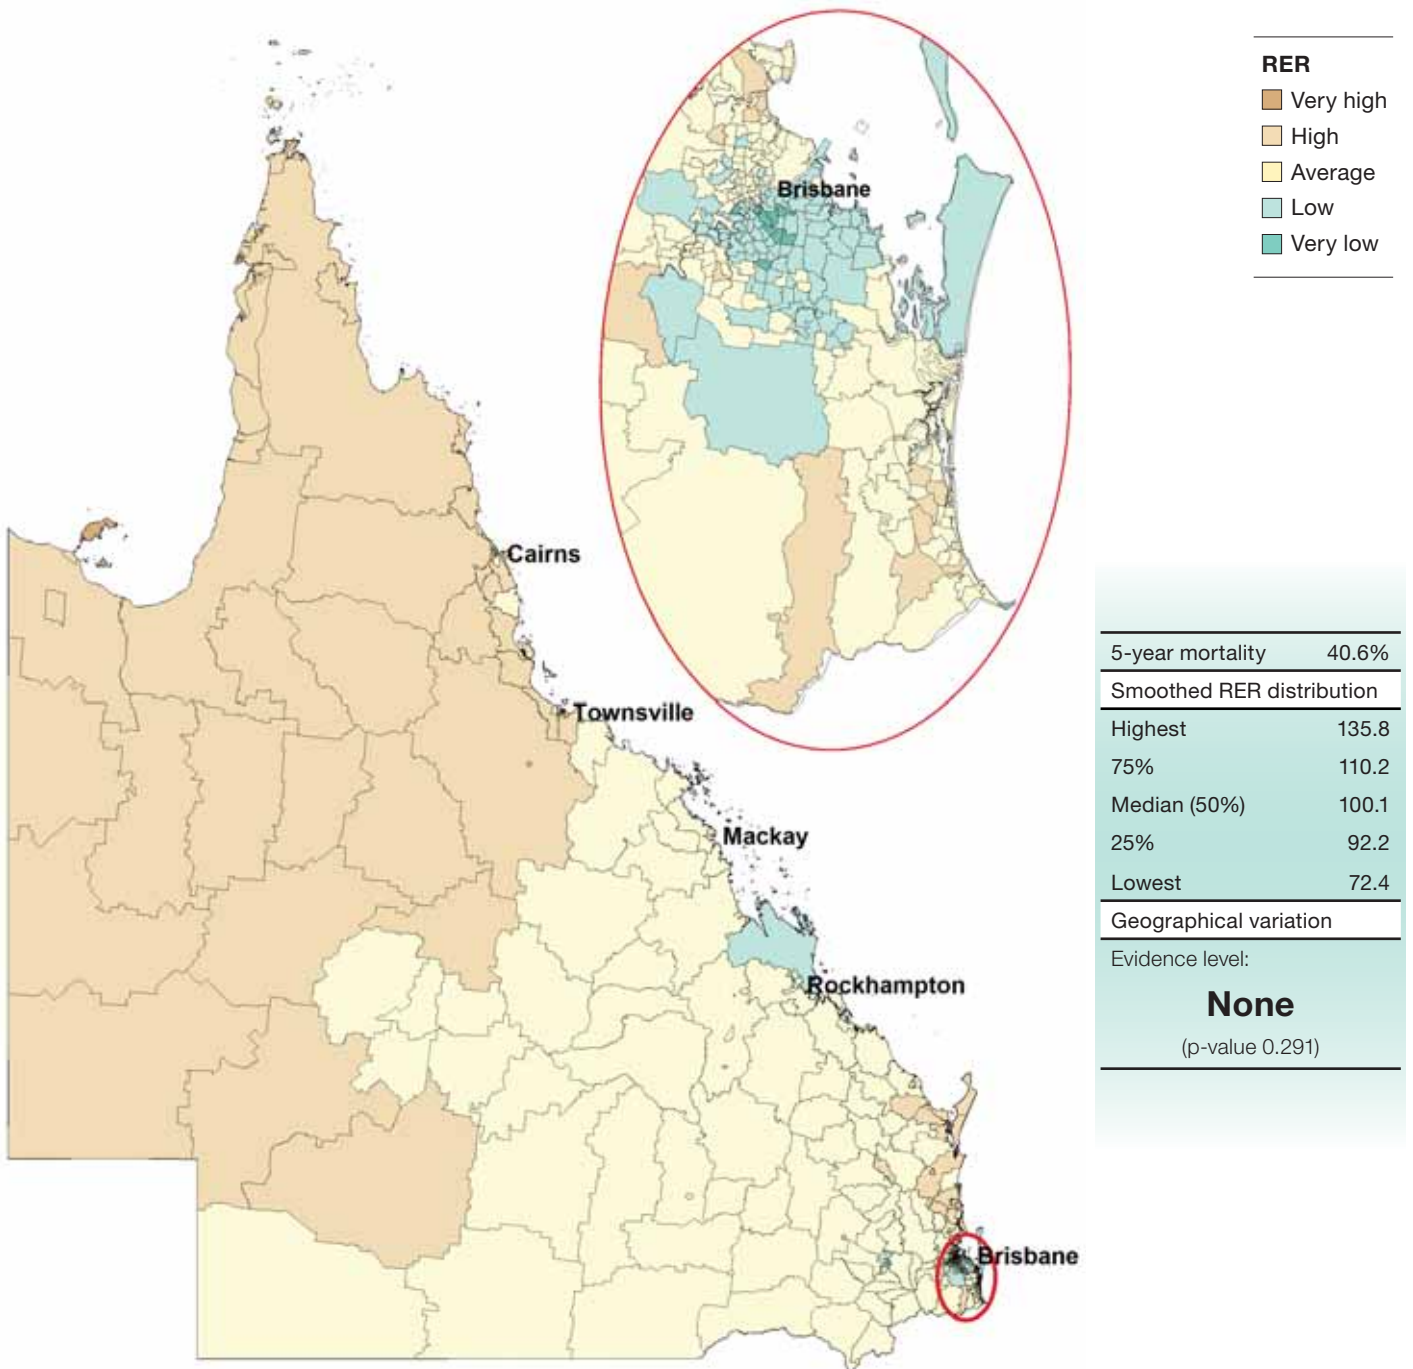 RER
Very high
High
Average
Low
Very low
Brisbane
Cairns
Townsville
Mackay
Rockhampton
Brisbane
5-year mortality 40.6%
Smoothed RER distribution
Highest 135.8
75% 110.2
Median (50%) 100.1
25% 92.2
Lowest 72.4
Geographical variation
Evidence level:
None
(p-value 0.291)